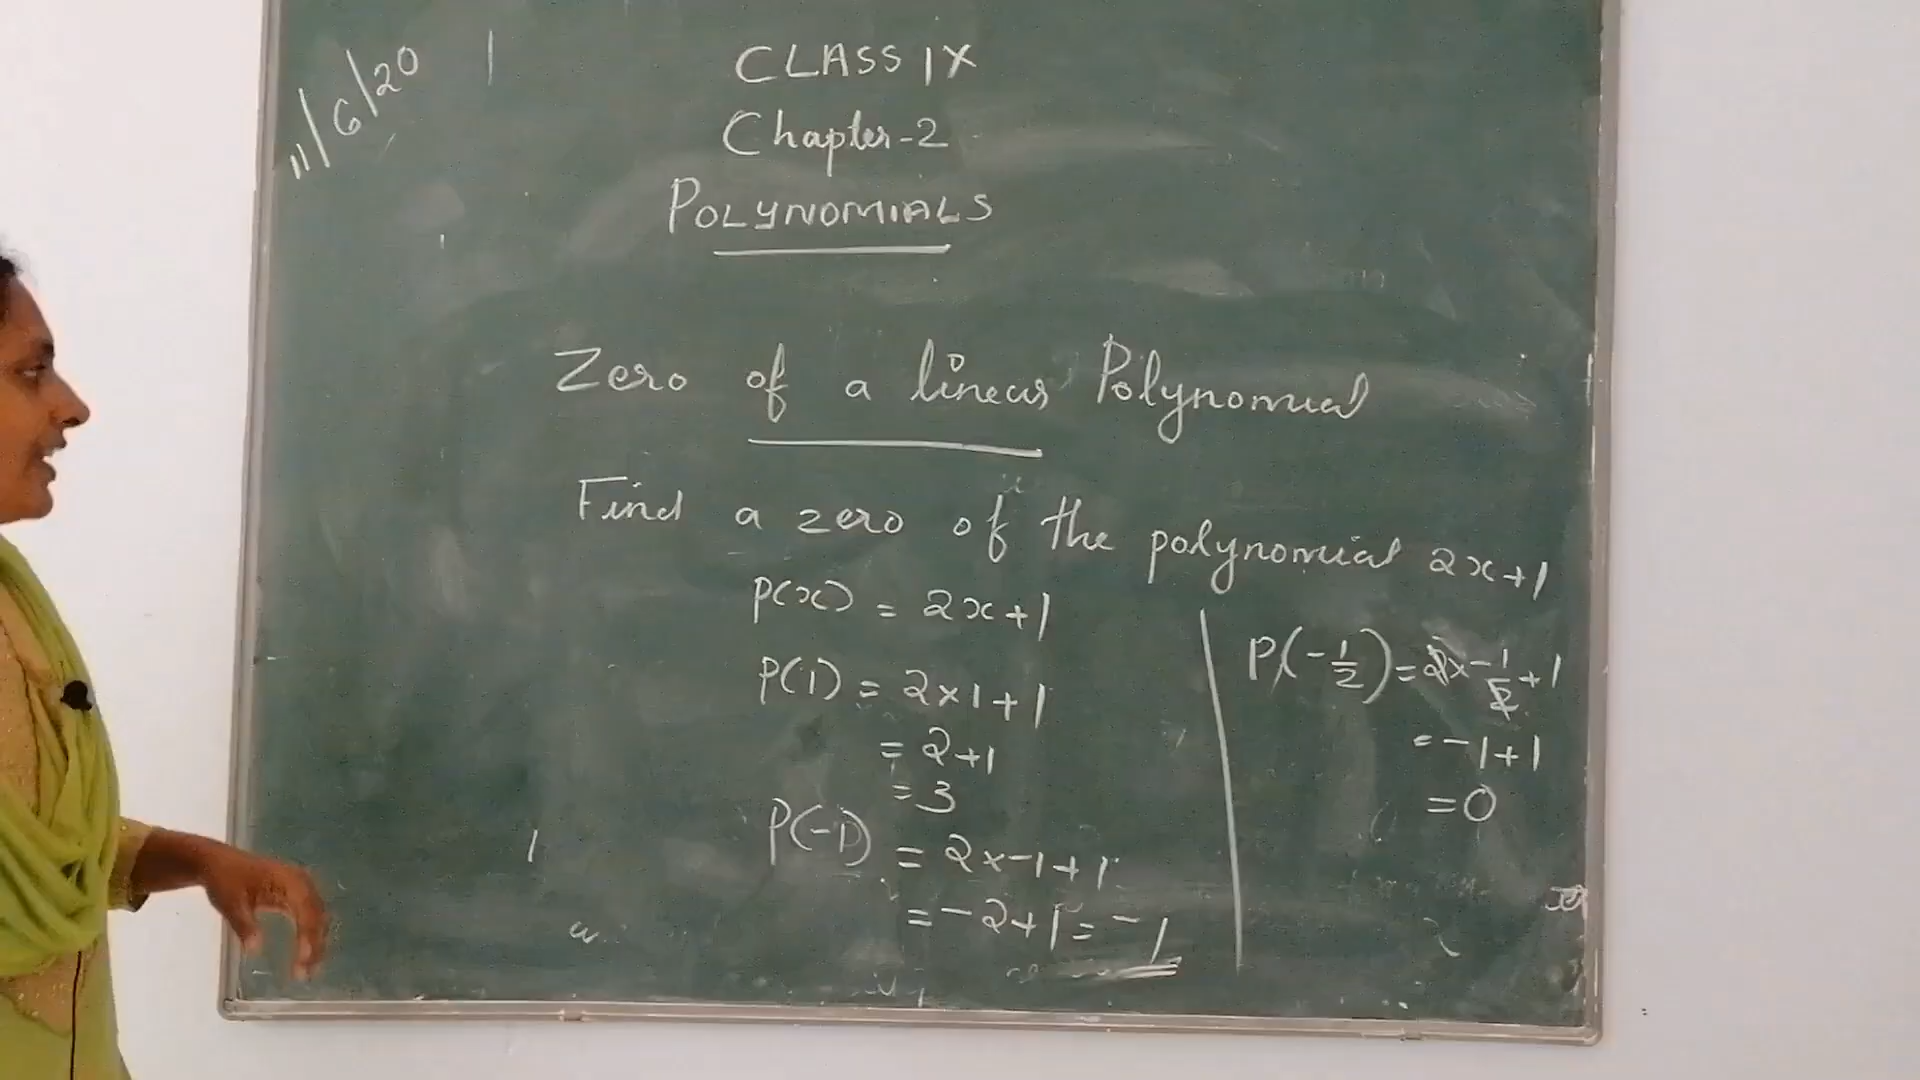 11/6/20
CLASS IX
Chapter-2
POLYNOMIALS
Zero of a linear Polynomial
Find a zero of the polynomial 2x+1
p(x) = 2x+1
p(1) = 2×1+1
= 2+1
= 3
p(-1) = 2×-1+1
= -2+1 = -1
p(-1/2) = 2×-1/2+1
= -1+1
= 0